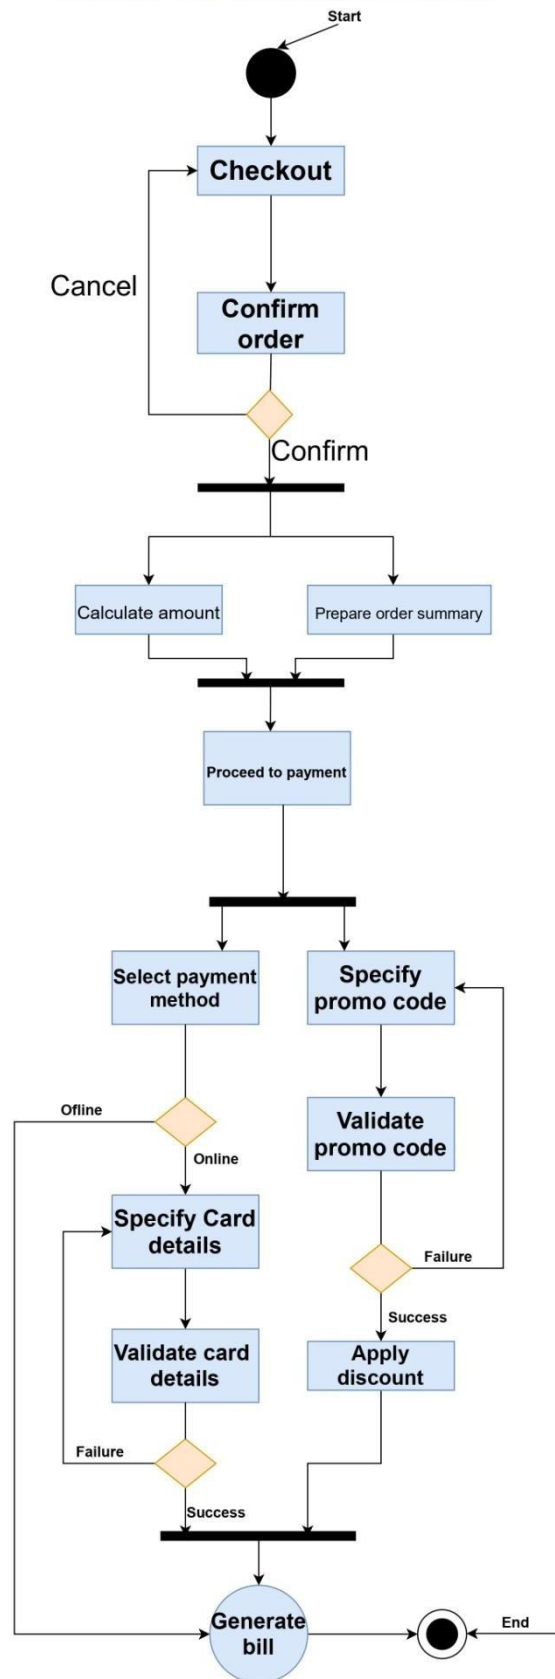 Start
Checkout
Cancel
Confirm
order
Confirm
Calculate amount
Prepare order summary
Proceed to payment
Select payment
method
Specify
promo code
Ofline
Online
Validate
promo code
Specify Card
details
Failure
Success
Validate card
details
Apply
discount
Failure
Success
Generate
bill
End